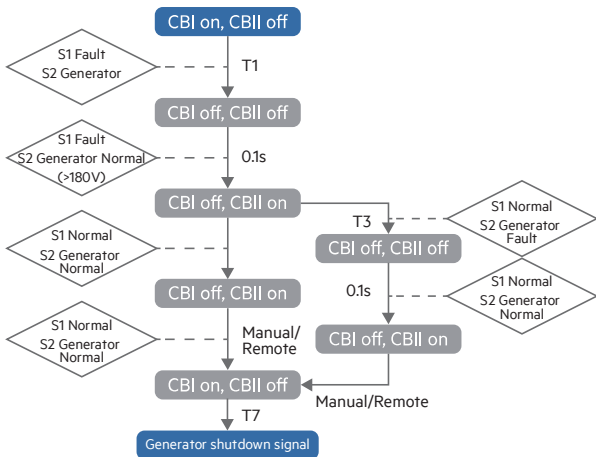 CBI on, CBII off
S1 Fault
S2 Generator
T1
CBI off, CBII off
S1 Fault
S2 Generator Normal
(>180V)
0.1s
CBI off, CBII on
T3
S1 Normal
S2 Generator
Fault
S1 Normal
S2 Generator
Normal
CBI off, CBII off
CBI off, CBII on
0.1s
S1 Normal
S2 Generator
Normal
S1 Normal
S2 Generator
Normal
Manual/
Remote
CBI off, CBII on
CBI on, CBII off
Manual/Remote
T7
Generator shutdown signal